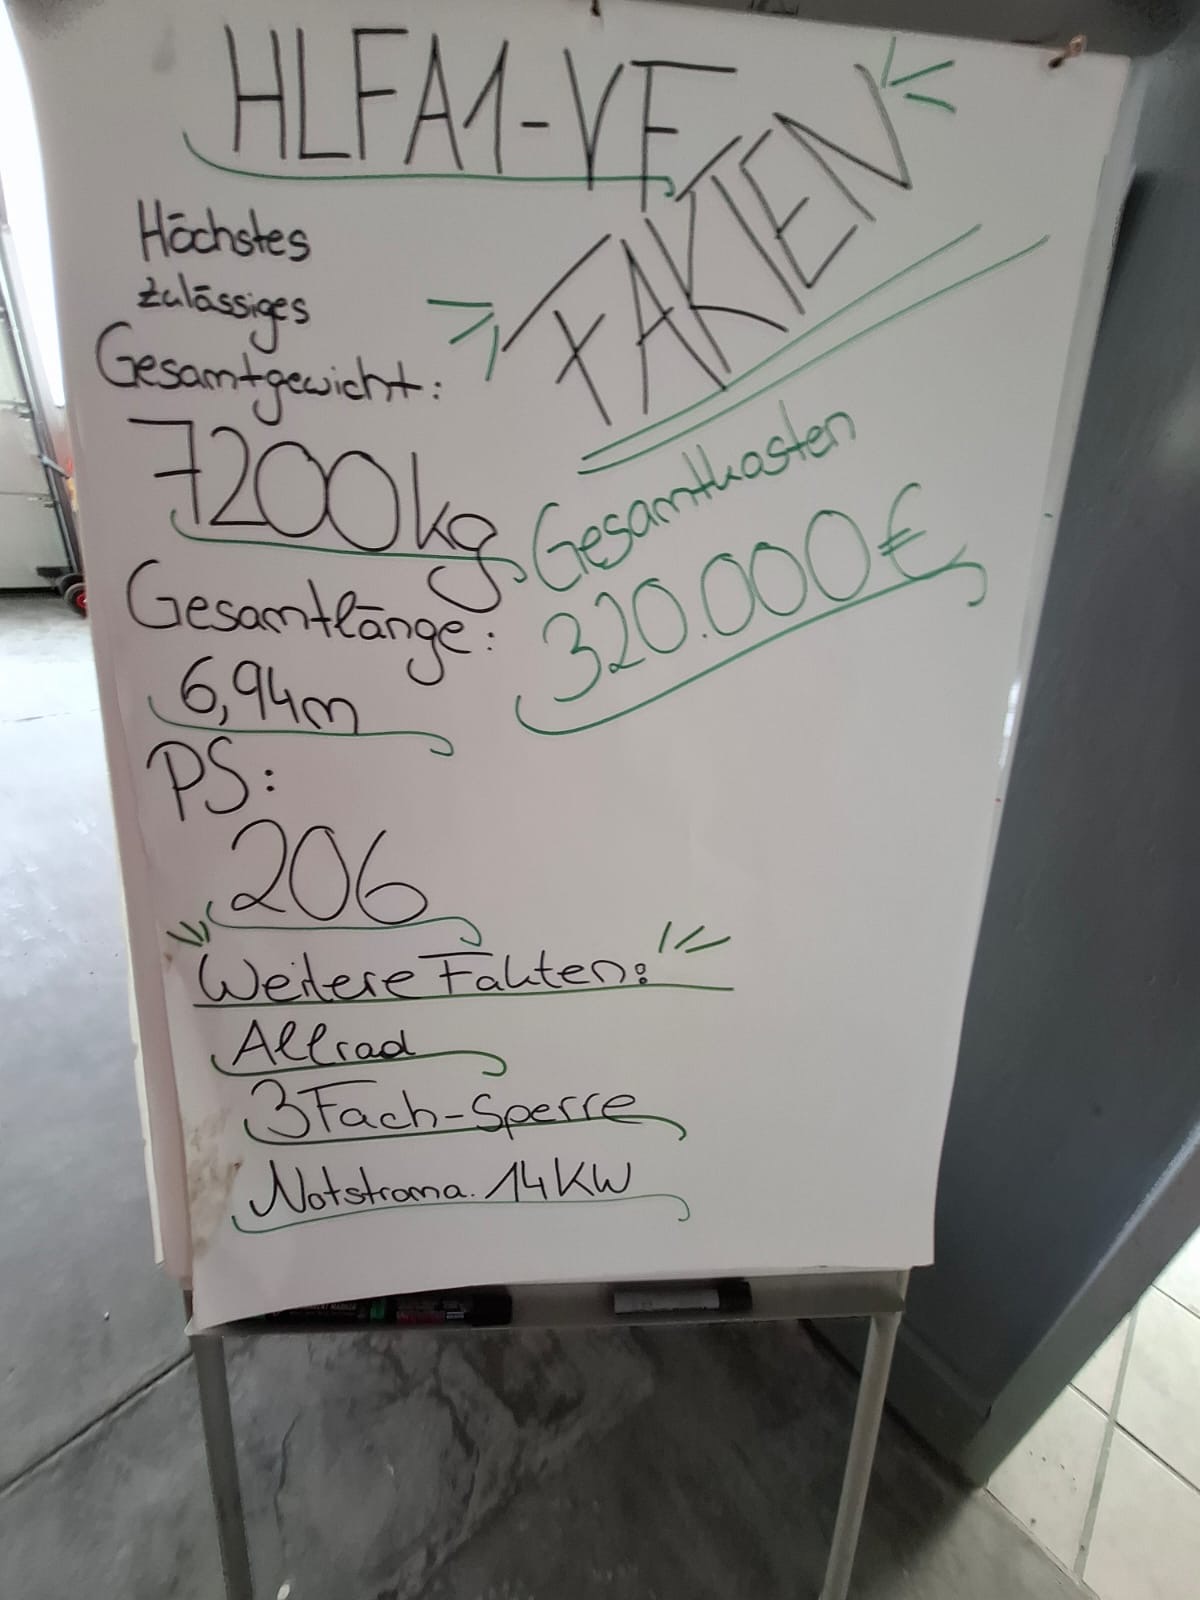 HLFA1-VF
FAKTEN
Höchstes
zulässiges
Gesamtgewicht:
7200kg
Gesamtkosten
320.000€
Gesamtlänge:
6,94m
PS:
206
Weitere Fakten:
Allrad
3Fach-Sperre
Notstroma. 14KW